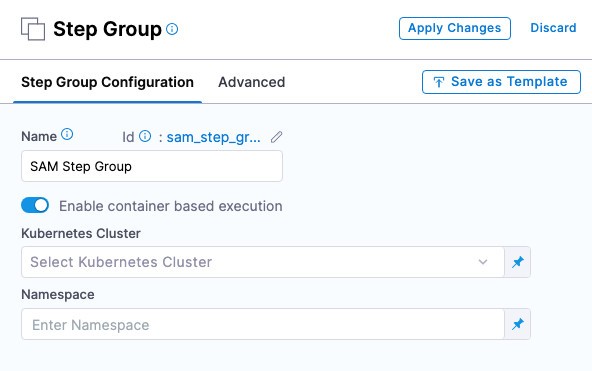 Step Group
Apply Changes
Discard
Step Group Configuration
Advanced
Save as Template
Name
Id : sam_step_gr...
SAM Step Group
Enable container based execution
Kubernetes Cluster
Select Kubernetes Cluster
Namespace
Enter Namespace